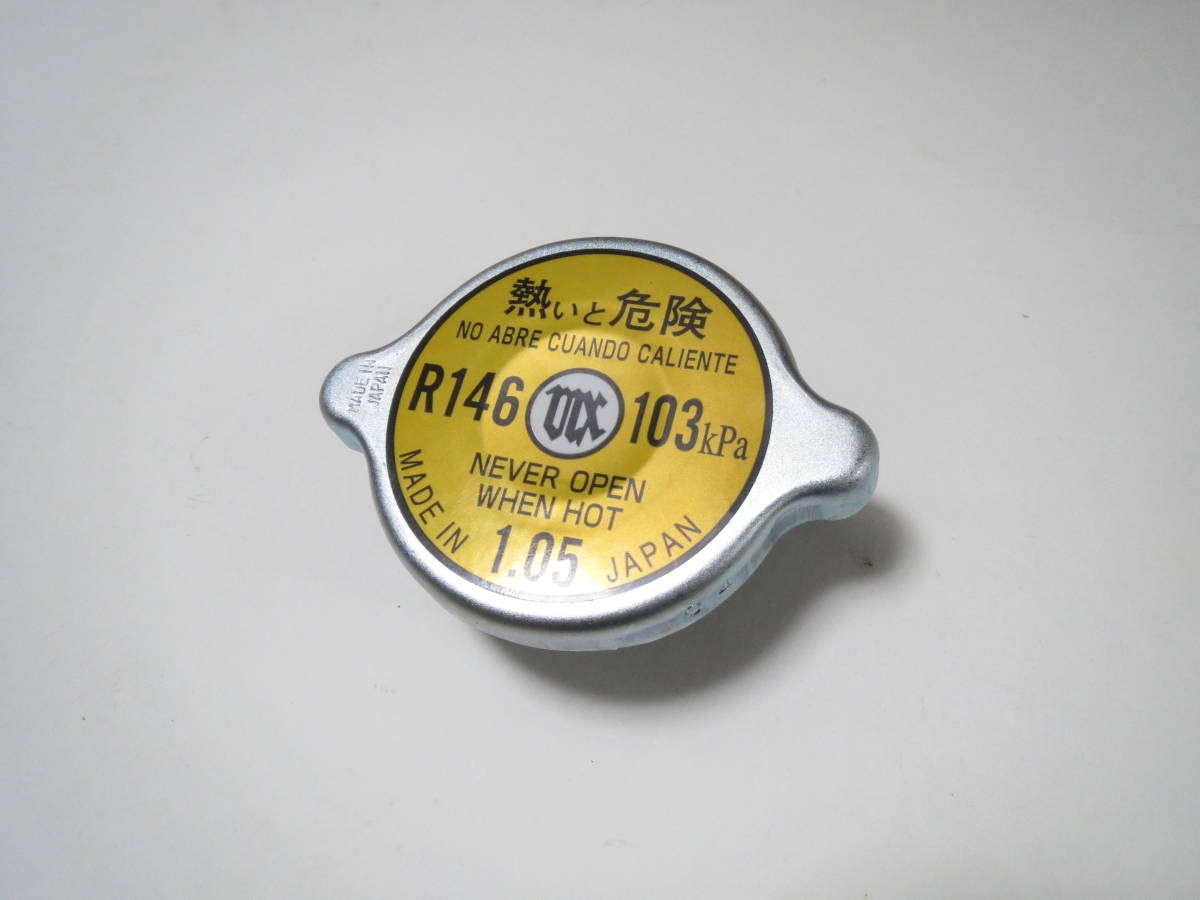 熱いと危険
NO ABRE CUANDO CALIENTE
R146
103kPa
NEVER OPEN
WHEN HOT
1.05
MADE IN JAPAN
MADE IN
JAPAN